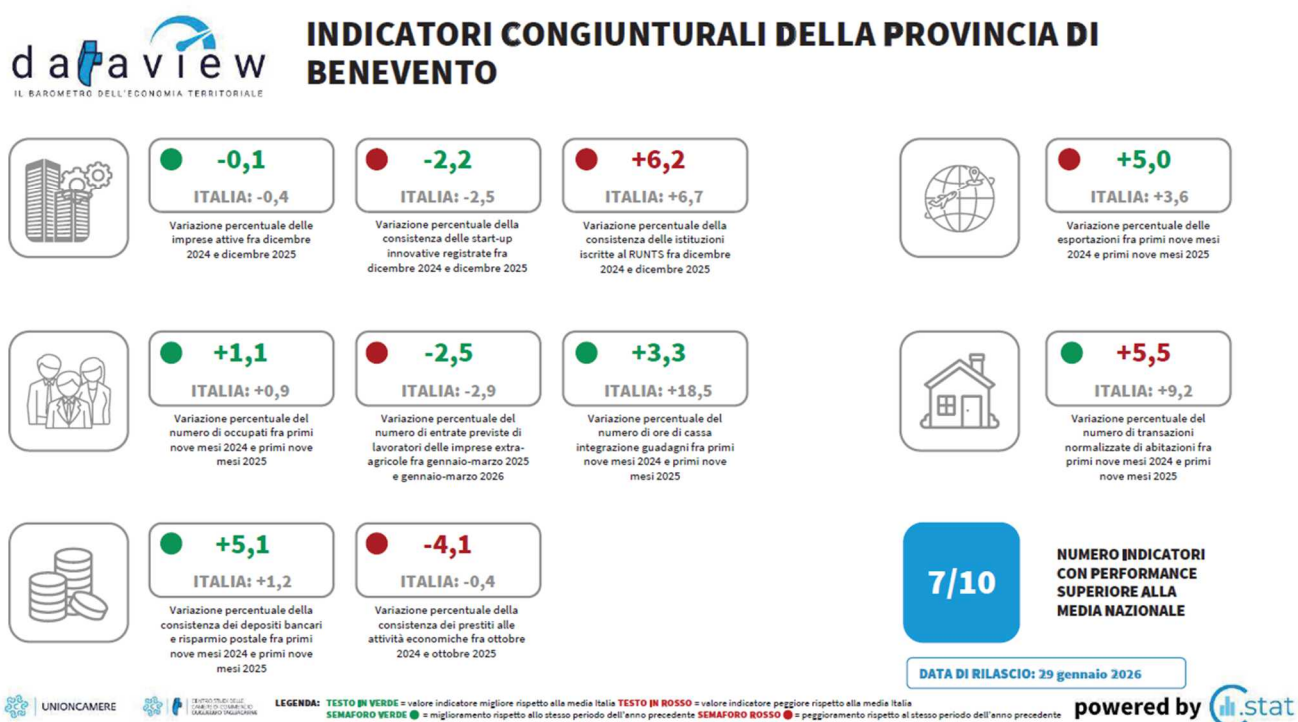 dataview
IL BAROMETRO DELL'ECONOMIA TERRITORIALE
INDICATORI CONGIUNTURALI DELLA PROVINCIA DI
BENEVENTO
-0,1
ITALIA: -0,4
Variazione percentuale delle
imprese attive fra dicembre
2024 e dicembre 2025
-2,2
ITALIA: -2,5
Variazione percentuale della
consistenza delle start-up
innovative registrate fra
dicembre 2024 e dicembre 2025
+6,2
ITALIA: +6,7
Variazione percentuale della
consistenza delle istituzioni
iscritte al RUNTS fra dicembre
2024 e dicembre 2025
+5,0
ITALIA: +3,6
Variazione percentuale delle
esportazioni fra primi nove mesi
2024 e primi nove mesi 2025
+1,1
ITALIA: +0,9
Variazione percentuale del
numero di occupati fra primi
nove mesi 2024 e primi nove
mesi 2025
-2,5
ITALIA: -2,9
Variazione percentuale del
numero di entrate previste di
lavoratori delle imprese extra-
agricole fra gennaio-marzo 2025
e gennaio-marzo 2026
+3,3
ITALIA: +18,5
Variazione percentuale del
numero di ore di cassa
integrazione guadagni fra primi
nove mesi 2024 e primi nove
mesi 2025
+5,5
ITALIA: +9,2
Variazione percentuale del
numero di transazioni
normalizzate di abitazioni fra
primi nove mesi 2024 e primi
nove mesi 2025
+5,1
ITALIA: +1,2
Variazione percentuale della
consistenza dei depositi bancari
e risparmio postale fra primi
nove mesi 2024 e primi nove
mesi 2025
-4,1
ITALIA: -0,4
Variazione percentuale della
consistenza dei prestiti alle
attività economiche fra ottobre
2024 e ottobre 2025
7/10
NUMERO INDICATORI
CON PERFORMANCE
SUPERIORE ALLA
MEDIA NAZIONALE
DATA DI RILASCIO: 29 gennaio 2026
UNIONCAMERE
CENTRO STUDI DELLE
CAMERE DI COMMERCIO
GUGLIELMO TAGLIACARNE
LEGENDA: TESTO IN VERDE = valore indicatore migliore rispetto alla media Italia TESTO IN ROSSO = valore indicatore peggiore rispetto alla media Italia
SEMAFORO VERDE = miglioramento rispetto allo stesso periodo dell'anno precedente SEMAFORO ROSSO = peggioramento rispetto al stesso periodo dell'anno precedente
powered by .stat